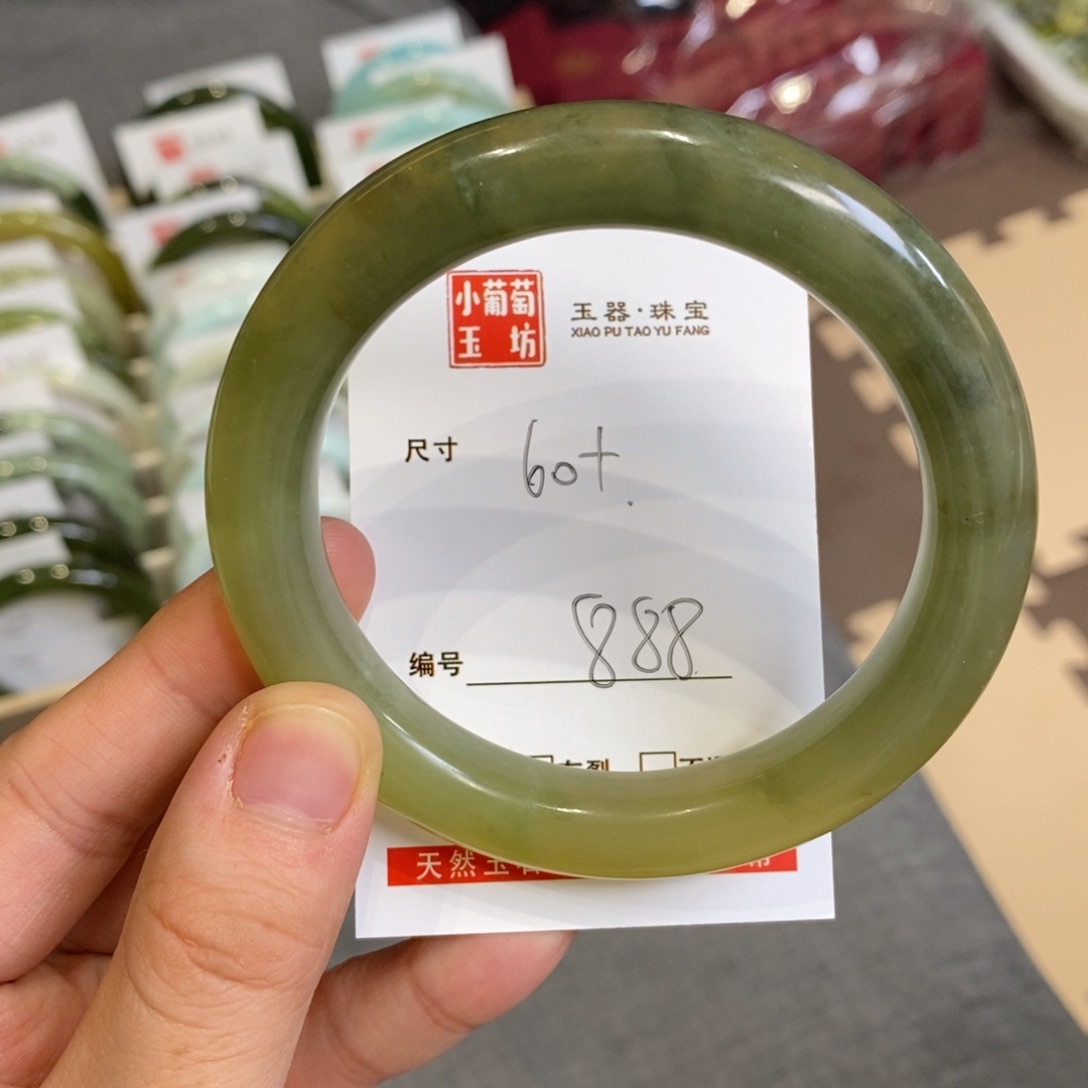 小葡萄
玉坊
玉器·珠宝
XIAO PU TAO YU FANG
尺寸 60+.
编号 888
天然玉